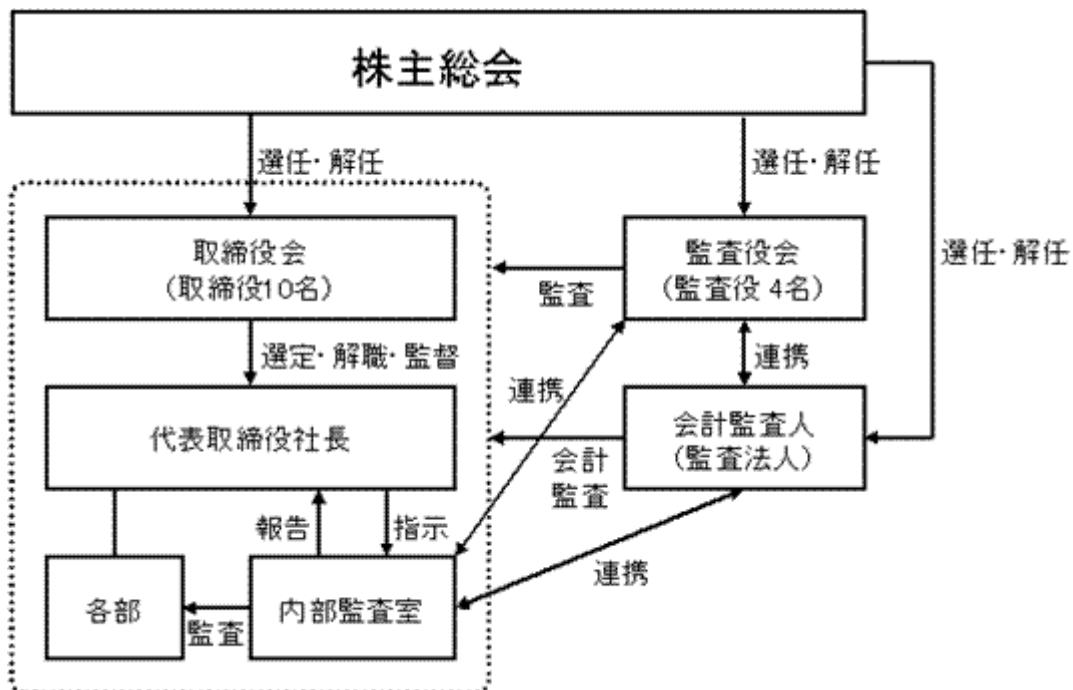 株主総会
選任・解任
選任・解任
取締役会
(取締役10名)
監査役会
(監査役 4名)
選任・解任
監査
選定・解職・監督
連携
連携
代表取締役社長
会計監査人
(監査法人)
会計
監査
報告
指示
連携
各部
内部監査室
監査